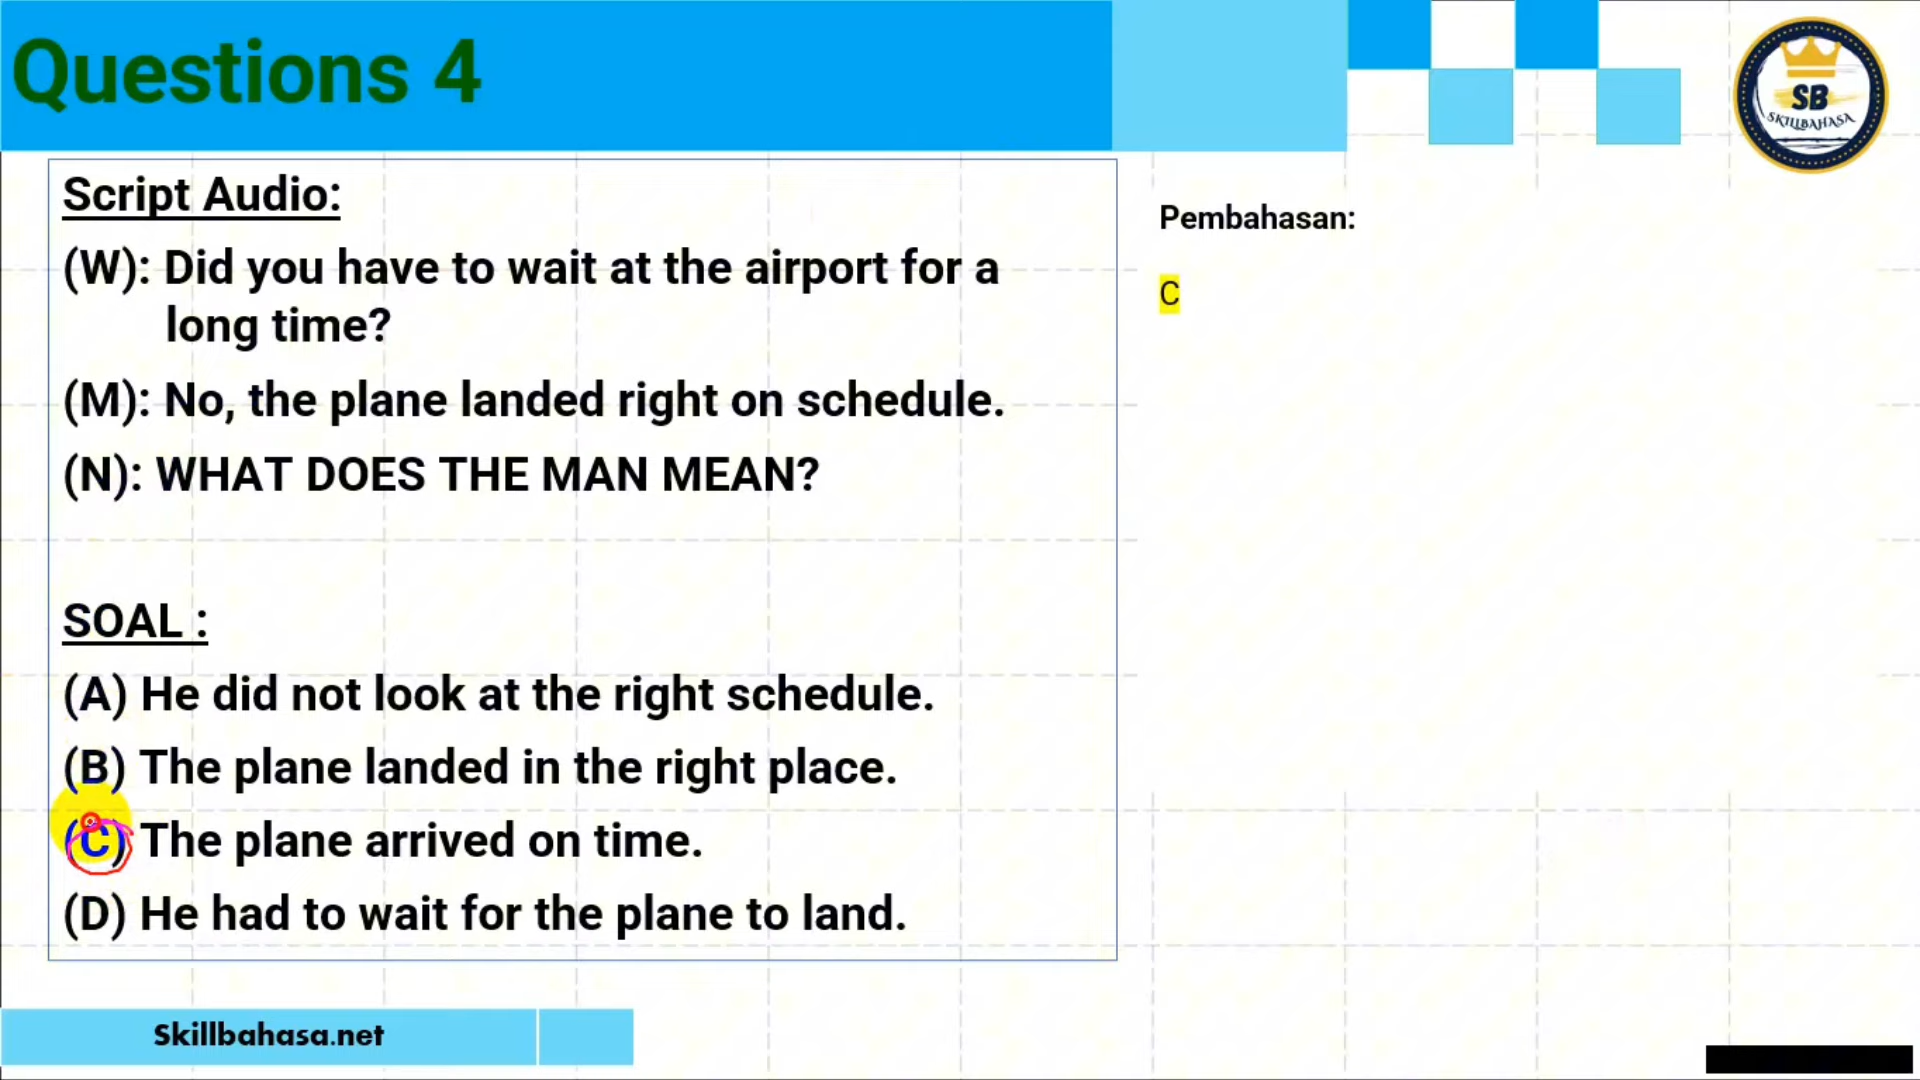 Questions 4
SB
SKILLBAHASA
Script Audio:
(W): Did you have to wait at the airport for a
long time?
(M): No, the plane landed right on schedule.
(N): WHAT DOES THE MAN MEAN?
SOAL :
(A) He did not look at the right schedule.
(B) The plane landed in the right place.
(C) The plane arrived on time.
(D) He had to wait for the plane to land.
Pembahasan:
C
Skillbahasa.net